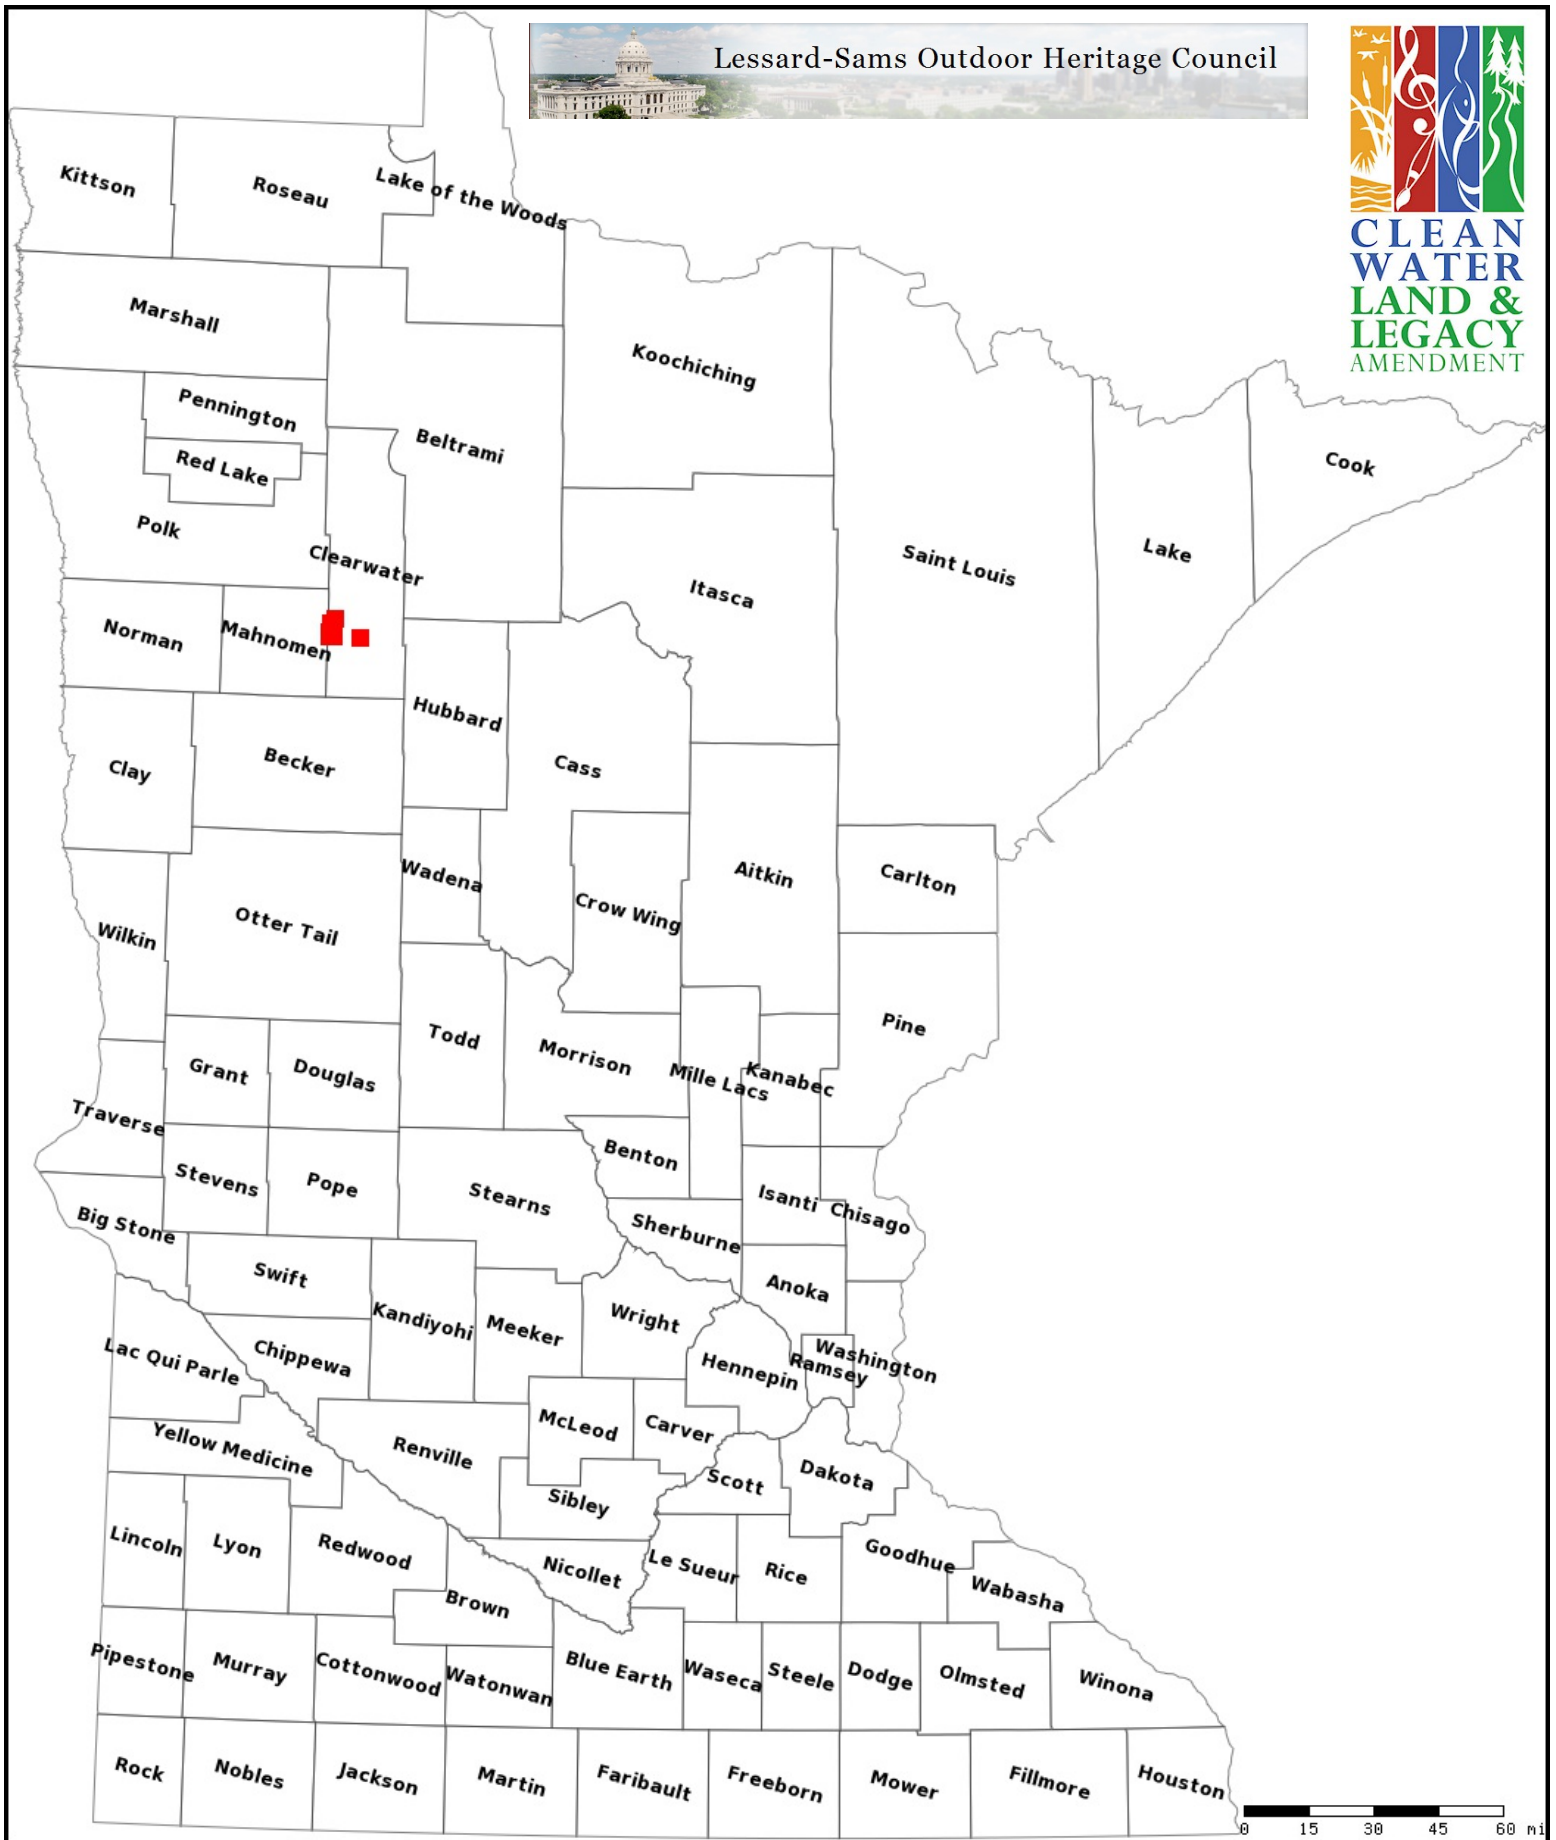 Lessard-Sams Outdoor Heritage Council
CLEAN
WATER
LAND &
LEGACY
AMENDMENT
Kittson
Roseau
Lake of the Woods
Marshall
Koochiching
Pennington
Beltrami
Red Lake
Cook
Polk
Clearwater
Saint Louis
Lake
Itasca
Norman
Mahnomen
Hubbard
Clay
Becker
Cass
Wadena
Aitkin
Carlton
Crow Wing
Otter Tail
Wilkin
Todd
Morrison
Pine
Grant
Douglas
Mille Lacs
Kanabec
Traverse
Benton
Stevens
Pope
Stearns
Isanti
Chisago
Big Stone
Sherburne
Swift
Anoka
Kandiyohi
Meeker
Wright
Lac Qui Parle
Chippewa
Hennepin
Ramsey
Washington
Yellow Medicine
Renville
McLeod
Carver
Scott
Dakota
Sibley
Lincoln
Lyon
Redwood
Nicollet
Le Sueur
Rice
Goodhue
Wabasha
Brown
Pipestone
Murray
Cottonwood
Watonwan
Blue Earth
Waseca
Steele
Dodge
Olmsted
Winona
Rock
Nobles
Jackson
Martin
Faribault
Freeborn
Mower
Fillmore
Houston
0 15 30 45 60 mi